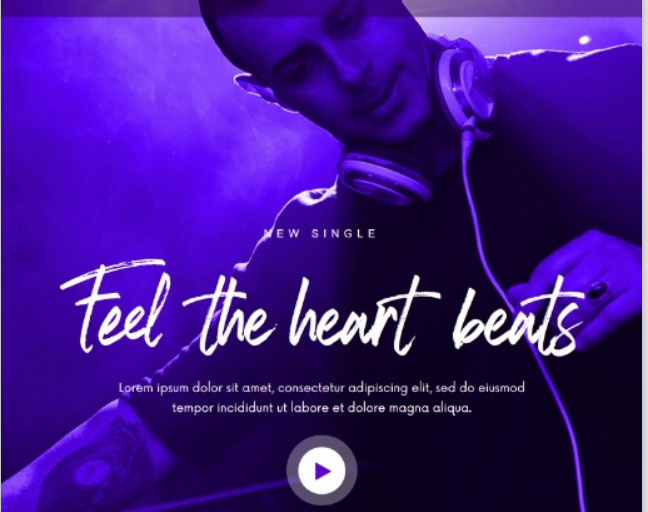 NEW SINGLE
Feel the heart beats
Lorem ipsum dolor sit amet, consectetur adipiscing elit, sed do eiusmod
tempor incididunt ut labore et dolore magna aliqua.